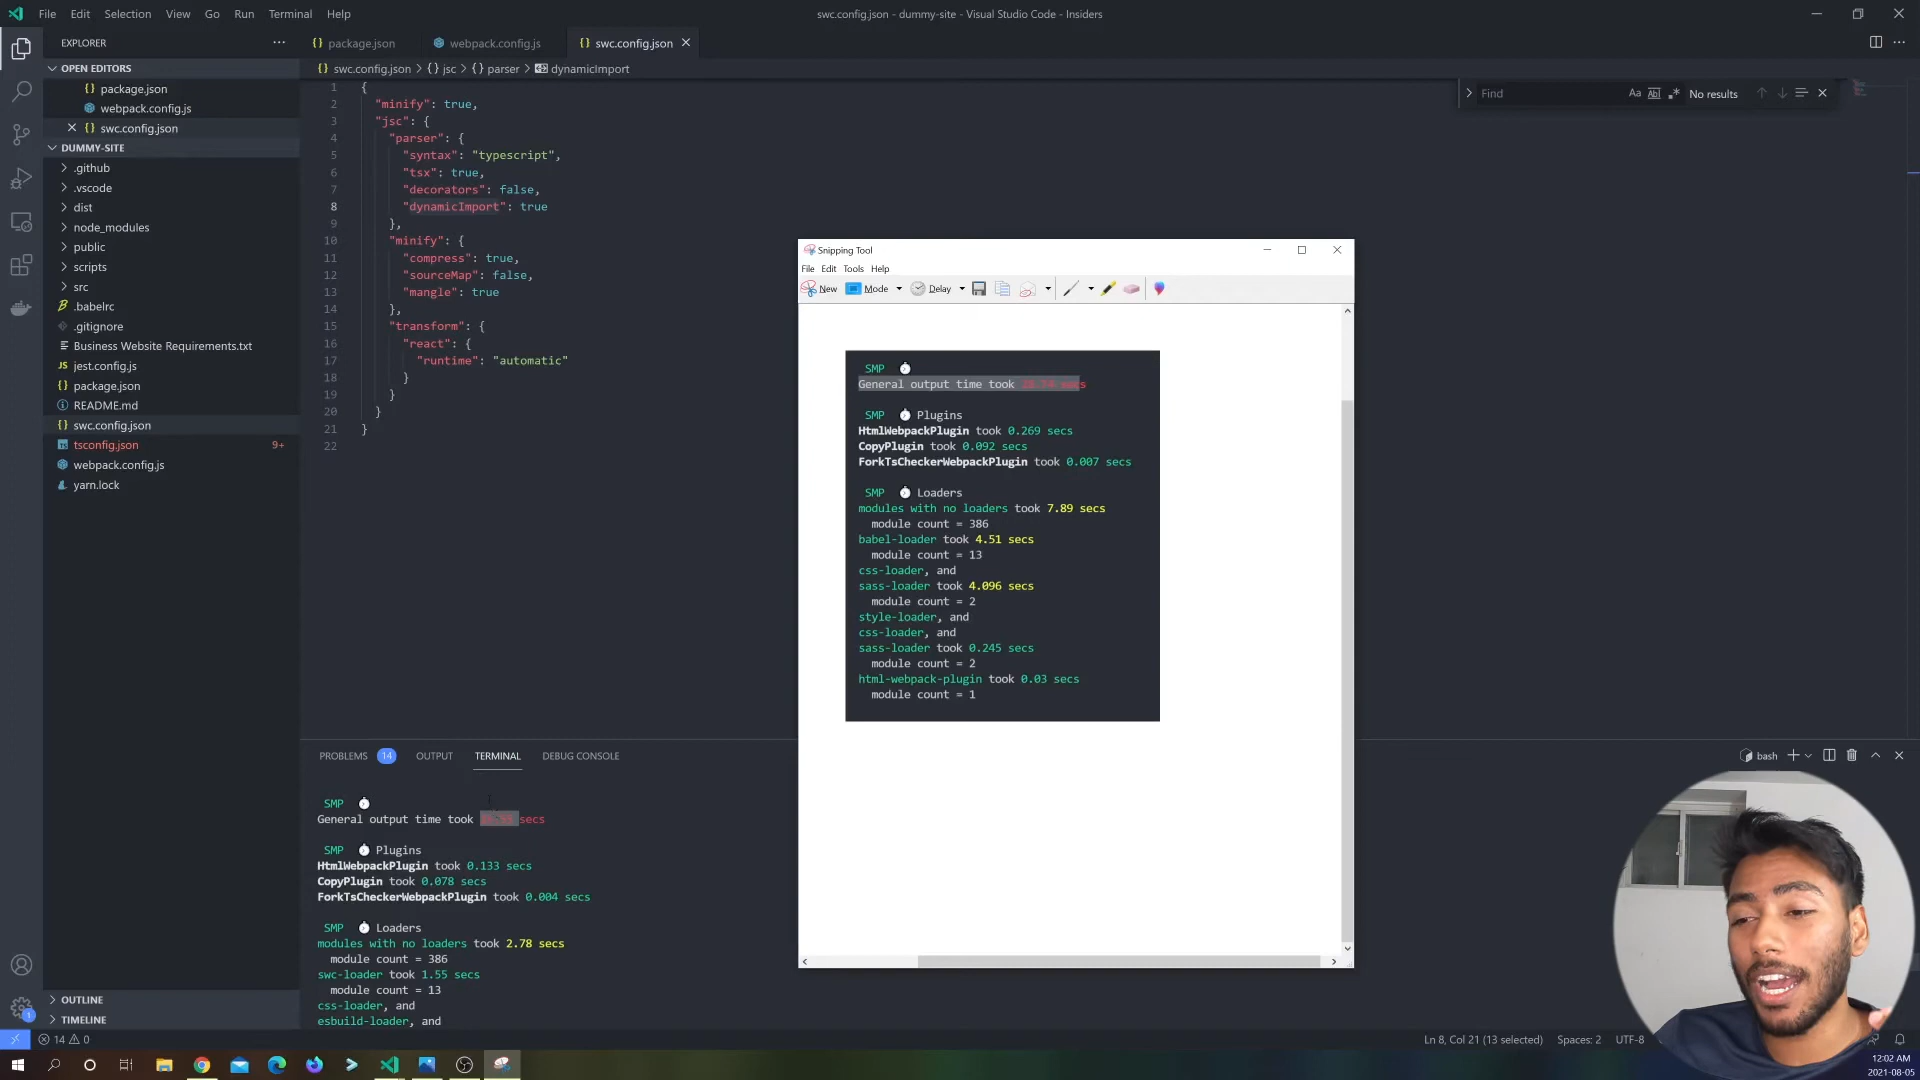 File Edit Selection View Go Run Terminal Help
swc.config.json - dummy-site - Visual Studio Code - Insiders
EXPLORER
package.json
webpack.config.js
swc.config.json
OPEN EDITORS
package.json
webpack.config.js
swc.config.json
DUMMY-SITE
.github
.vscode
dist
node_modules
public
scripts
src
.babelrc
.gitignore
Business Website Requirements.txt
jest.config.js
package.json
README.md
swc.config.json
tsconfig.json 9+
webpack.config.js
yarn.lock
OUTLINE
TIMELINE
swc.config.json > {} jsc > {} parser > dynamicImport
1 {
2 "minify": true,
3 "jsc": {
4 "parser": {
5 "syntax": "typescript",
6 "tsx": true,
7 "decorators": false,
8 "dynamicImport": true
9 },
10 "minify": {
11 "compress": true,
12 "sourceMap": false,
13 "mangle": true
14 },
15 "transform": {
16 "react": {
17 "runtime": "automatic"
18 }
19 }
20 }
21 }
22
Find Aa Ab .* No results
Snipping Tool
File Edit Tools Help
New Mode Delay
SMP
General output time took secs
SMP Plugins
HtmlWebpackPlugin took 0.269 secs
CopyPlugin took 0.092 secs
ForkTsCheckerWebpackPlugin took 0.007 secs
SMP Loaders
modules with no loaders took 7.89 secs
module count = 386
babel-loader took 4.51 secs
module count = 13
css-loader, and
sass-loader took 4.096 secs
module count = 2
style-loader, and
css-loader, and
sass-loader took 0.245 secs
module count = 2
html-webpack-plugin took 0.03 secs
module count = 1
PROBLEMS 14 OUTPUT TERMINAL DEBUG CONSOLE
bash
SMP
General output time took secs
SMP Plugins
HtmlWebpackPlugin took 0.133 secs
CopyPlugin took 0.078 secs
ForkTsCheckerWebpackPlugin took 0.004 secs
SMP Loaders
modules with no loaders took 2.78 secs
module count = 386
swc-loader took 1.55 secs
module count = 13
css-loader, and
esbuild-loader, and
1
14 0
Ln 8, Col 21 (13 selected) Spaces: 2 UTF-8
12:02 AM
2021-08-05